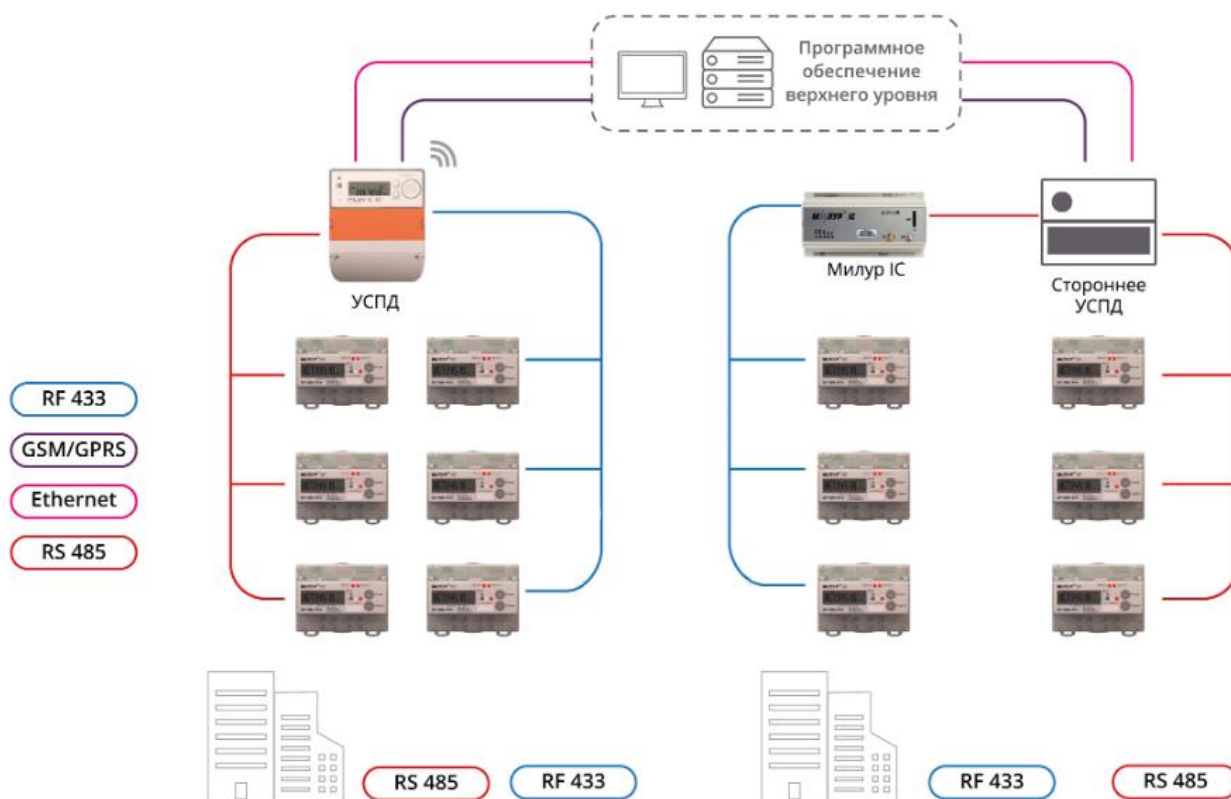 Программное
обеспечение
верхнего уровня
УСПД
Милур IC
Стороннее
УСПД
RF 433
GSM/GPRS
Ethernet
RS 485
RS 485
RF 433
RF 433
RS 485